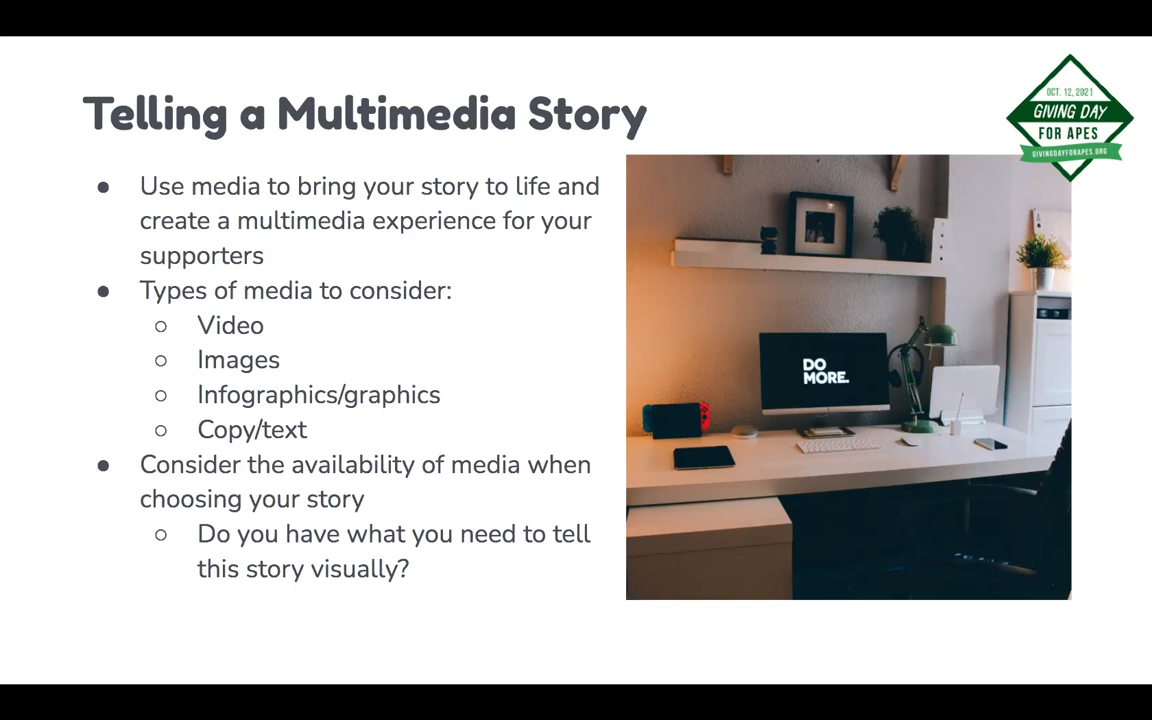 Telling a Multimedia Story
OCT. 12, 2021
GIVING DAY
FOR APES
GIVINGDAYFORAPES.ORG
● Use media to bring your story to life and
create a multimedia experience for your
supporters
● Types of media to consider:
○ Video
○ Images
○ Infographics/graphics
○ Copy/text
● Consider the availability of media when
choosing your story
○ Do you have what you need to tell
this story visually?
DO
MORE.